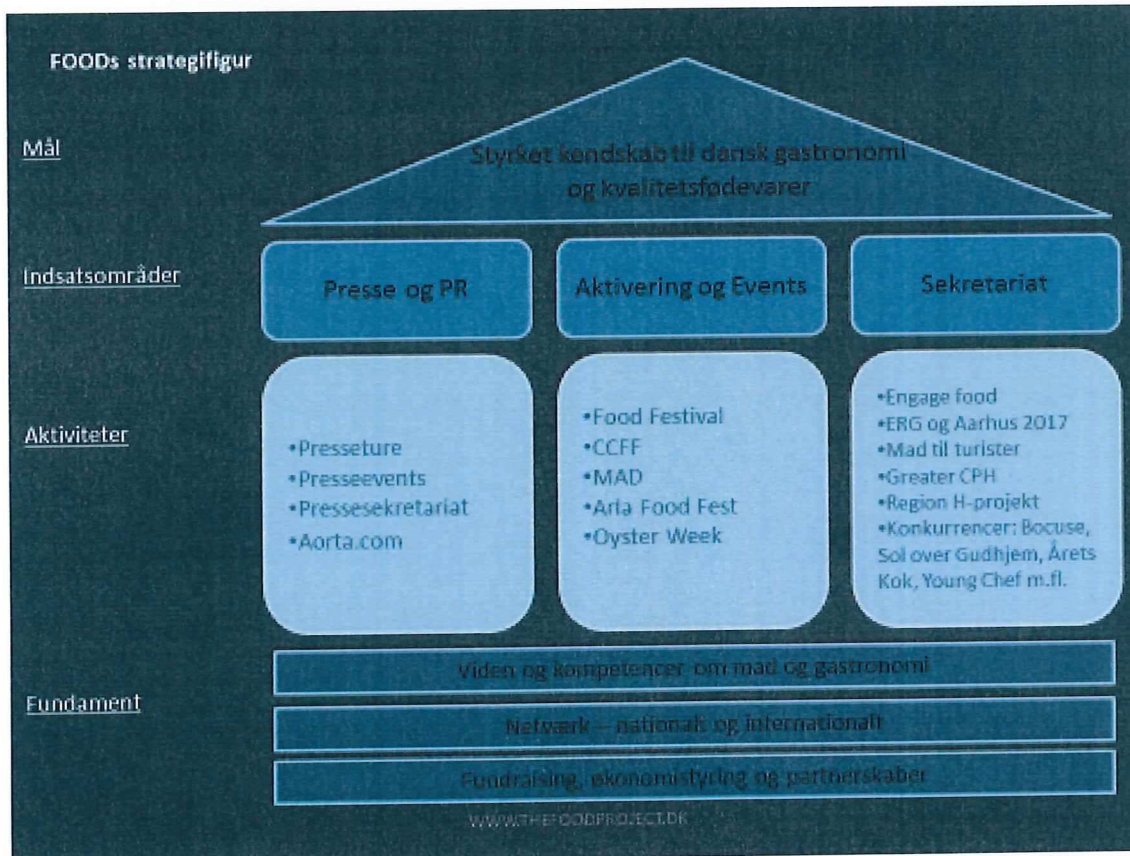 FOODs strategifigur
Mål
Styrket kendskab til dansk gastronomi
og kvalitetsfødevarer
Indsatsområder
Presse og PR
Aktivering og Events
Sekretariat
Aktiviteter
•Presseture
•Presseevents
•Pressesekretariat
•Aorta.com
•Food Festival
•CCFF
•MAD
•Arla Food Fest
•Oyster Week
•Engage food
•ERG og Aarhus 2017
•Mad til turister
•Greater CPH
•Region H-projekt
•Konkurrencer: Bocuse,
Sol over Gudhjem, Årets
Kok, Young Chef m.fl.
Fundament
Viden og kompetencer om mad og gastronomi
Netværk – nationalt og internationalt
Fundraising, økonomistyring og partnerskaber
WWW.THEFOODPROJECT.DK